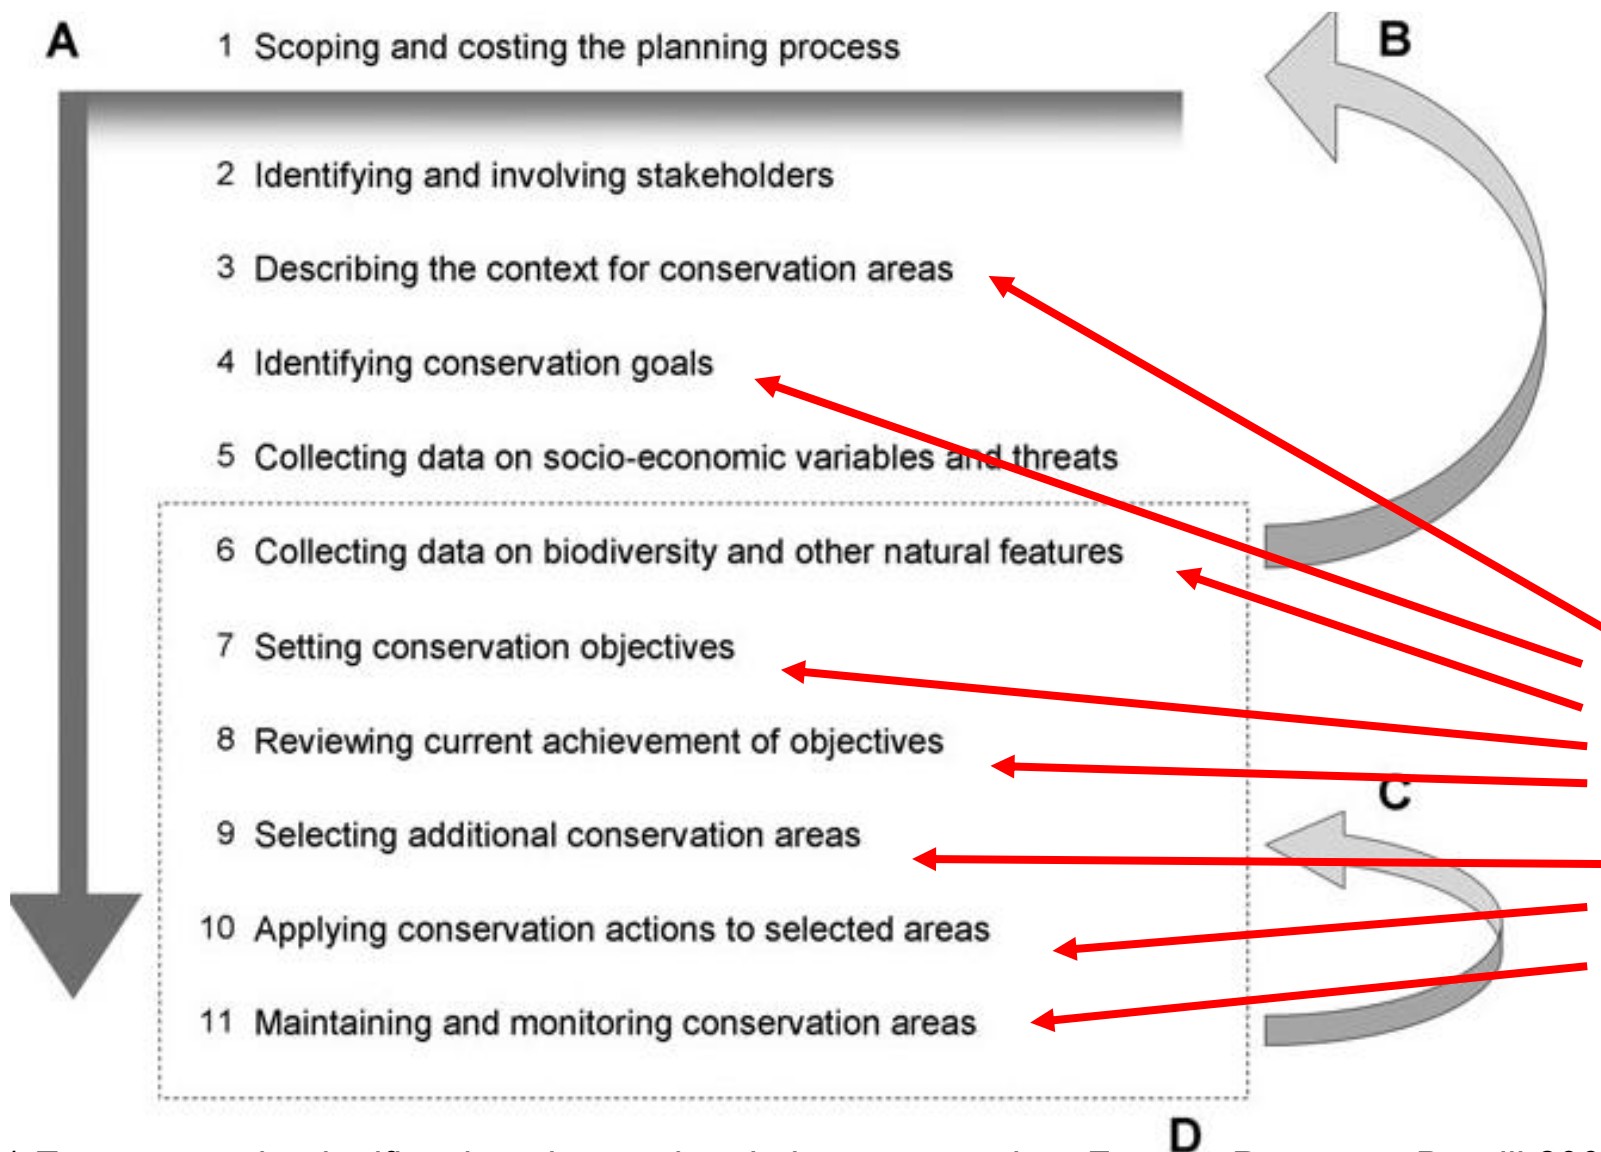 A
1 Scoping and costing the planning process
B
2 Identifying and involving stakeholders
3 Describing the context for conservation areas
4 Identifying conservation goals
5 Collecting data on socio-economic variables and threats
6 Collecting data on biodiversity and other natural features
7 Setting conservation objectives
8 Reviewing current achievement of objectives
C
9 Selecting additional conservation areas
10 Applying conservation actions to selected areas
11 Maintaining and monitoring conservation areas
D